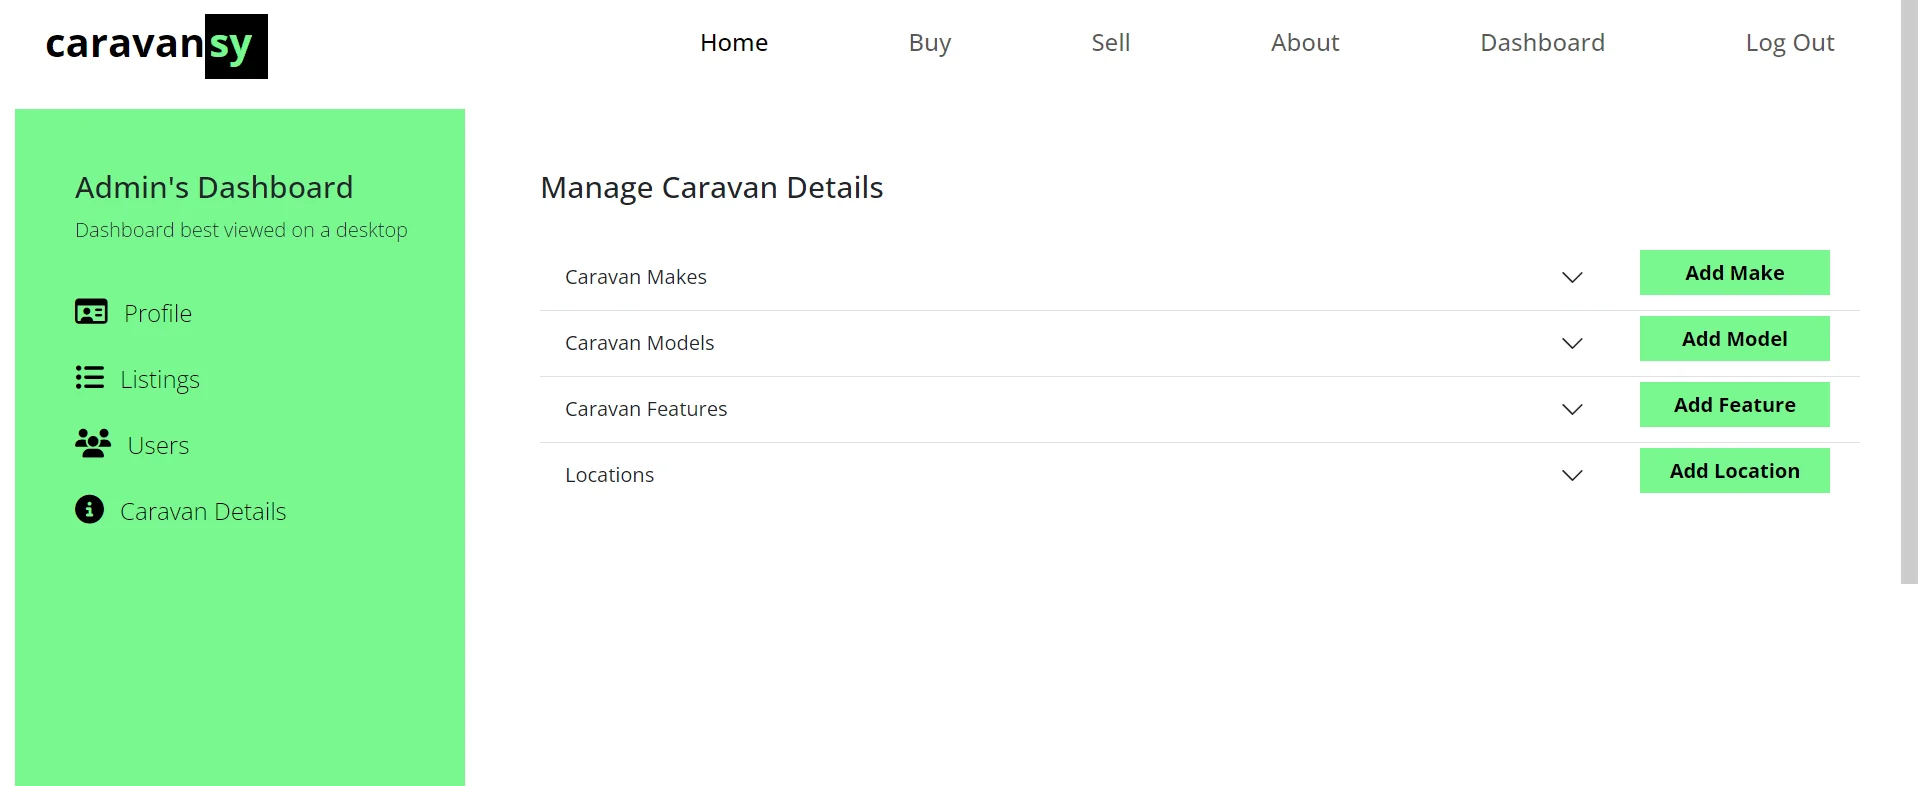 caravansy
Home Buy Sell About Dashboard Log Out
Admin's Dashboard
Dashboard best viewed on a desktop
Profile
Listings
Users
Caravan Details
Manage Caravan Details
Caravan Makes Add Make
Caravan Models Add Model
Caravan Features Add Feature
Locations Add Location